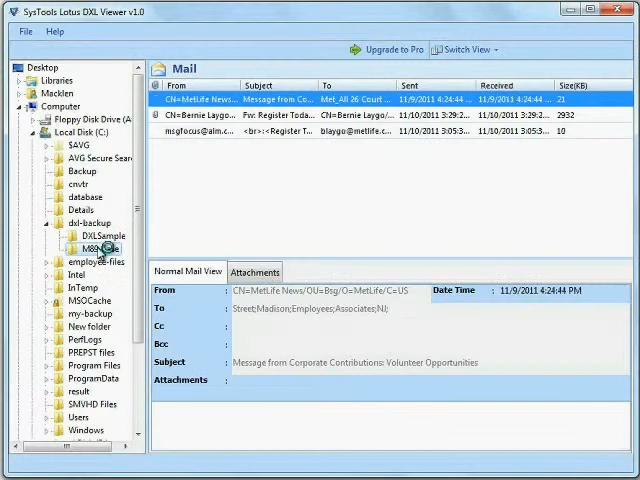 SysTools Lotus DXL Viewer v1.0
File Help
Upgrade to Pro Switch View
Desktop
Libraries
Macklen
Computer
Floppy Disk Drive (A
Local Disk (C:)
$AVG
AVG Secure Sear
Backup
cnvtr
database
Details
dxl-backup
DXLSample
employee-files
Intel
InTemp
MSOCache
my-backup
New folder
PerfLogs
PREPST files
Program Files
ProgramData
result
SMVHD Files
Users
Windows
Mail
From Subject To Sent Received Size(KB)
CN=MetLife News... Message from Co... Met_All 26 Court ... 11/9/2011 4:24:44 ... 11/9/2011 4:24:44 ... 21
CN=Bernie Laygo... Fw: Register Toda... CN=Bernie Laygo/... 11/10/2011 3:29:2... 11/10/2011 3:29:2... 2932
msgfocus@alm.c... <br>:<Register T... blaygo@metlife.c... 11/10/2011 3:05:3... 11/10/2011 3:05:3... 10
Normal Mail View Attachments
From : CN=MetLife News/OU=Bsg/O=MetLife/C=US Date Time : 11/9/2011 4:24:44 PM
To : Street;Madison;Employees;Associates;NJ;
Cc :
Bcc :
Subject : Message from Corporate Contributions: Volunteer Opportunities
Attachments :